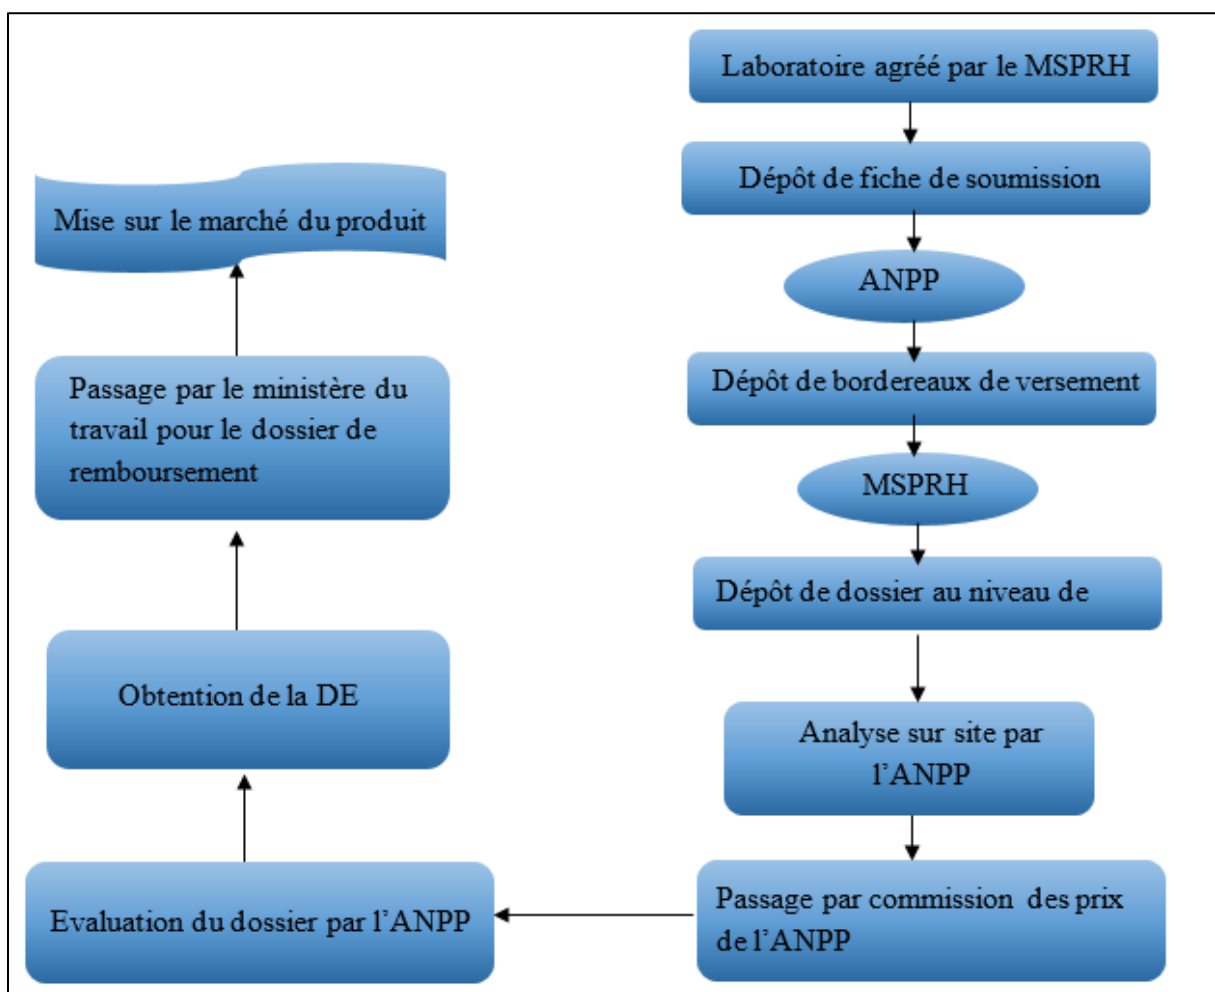 Laboratoire agréé par le MSPRH
Dépôt de fiche de soumission
ANPP
Dépôt de bordereaux de versement
MSPRH
Dépôt de dossier au niveau de
Analyse sur site par
l’ANPP
Passage par commission des prix
de l’ANPP
Evaluation du dossier par l’ANPP
Obtention de la DE
Passage par le ministère du
travail pour le dossier de
remboursement
Mise sur le marché du produit